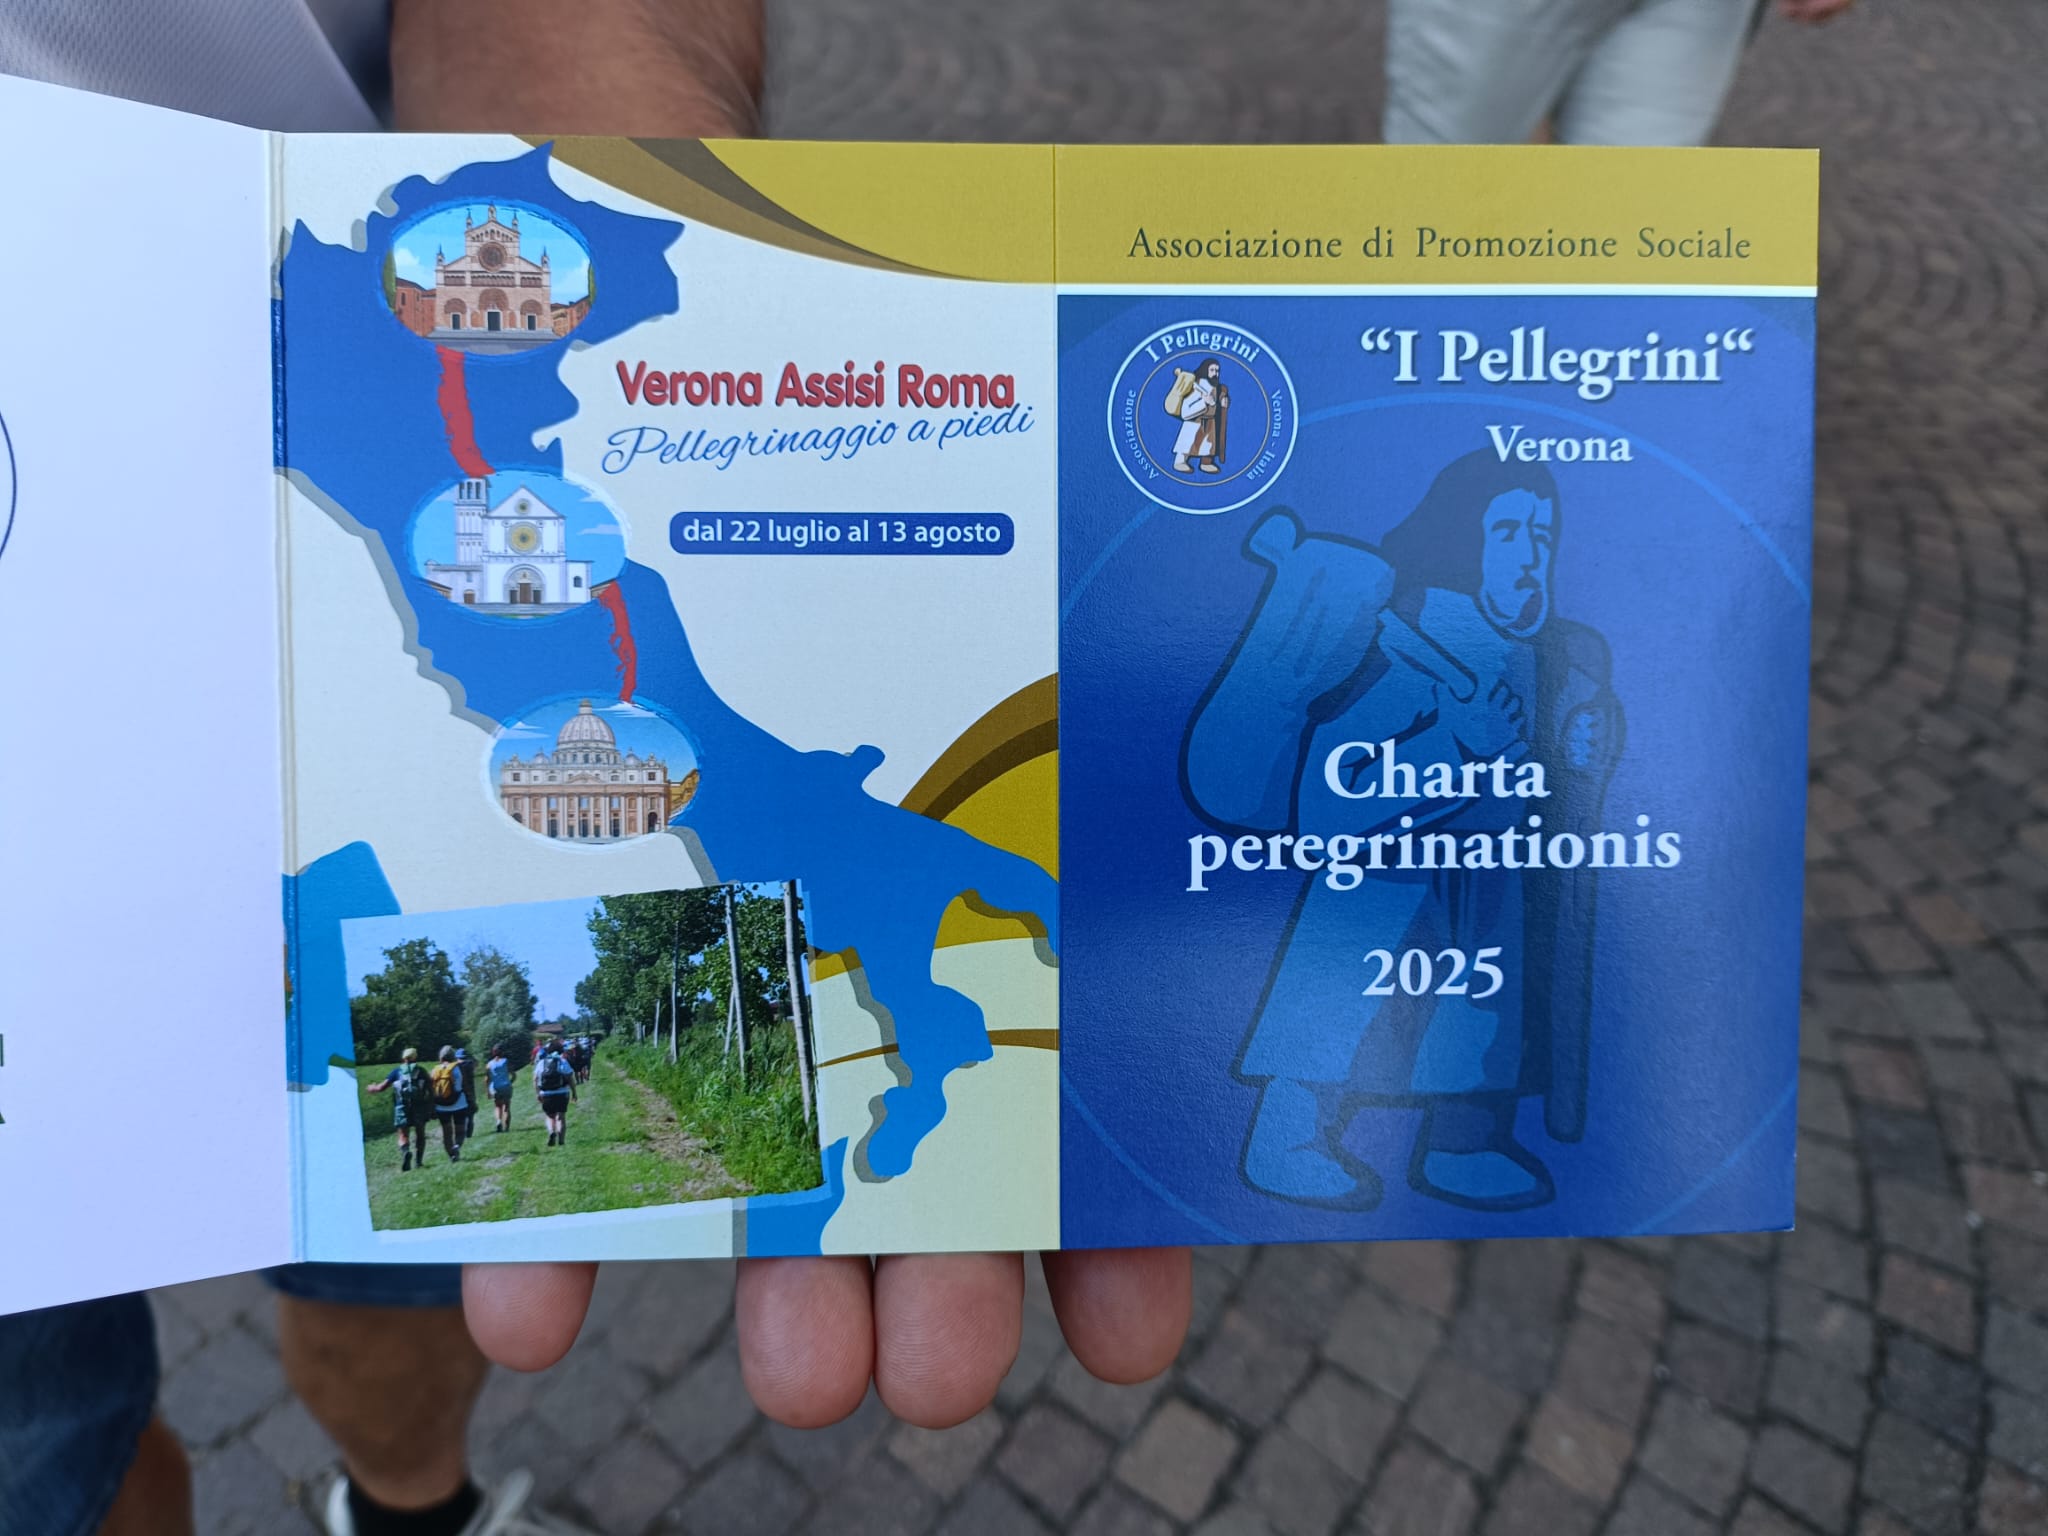 Verona Assisi Roma
Pellegrinaggio a piedi
dal 22 luglio al 13 agosto
Associazione di Promozione Sociale
I Pellegrini
Associazione
Verona - Italia
“I Pellegrini“
Verona
Charta
peregrinationis
2025